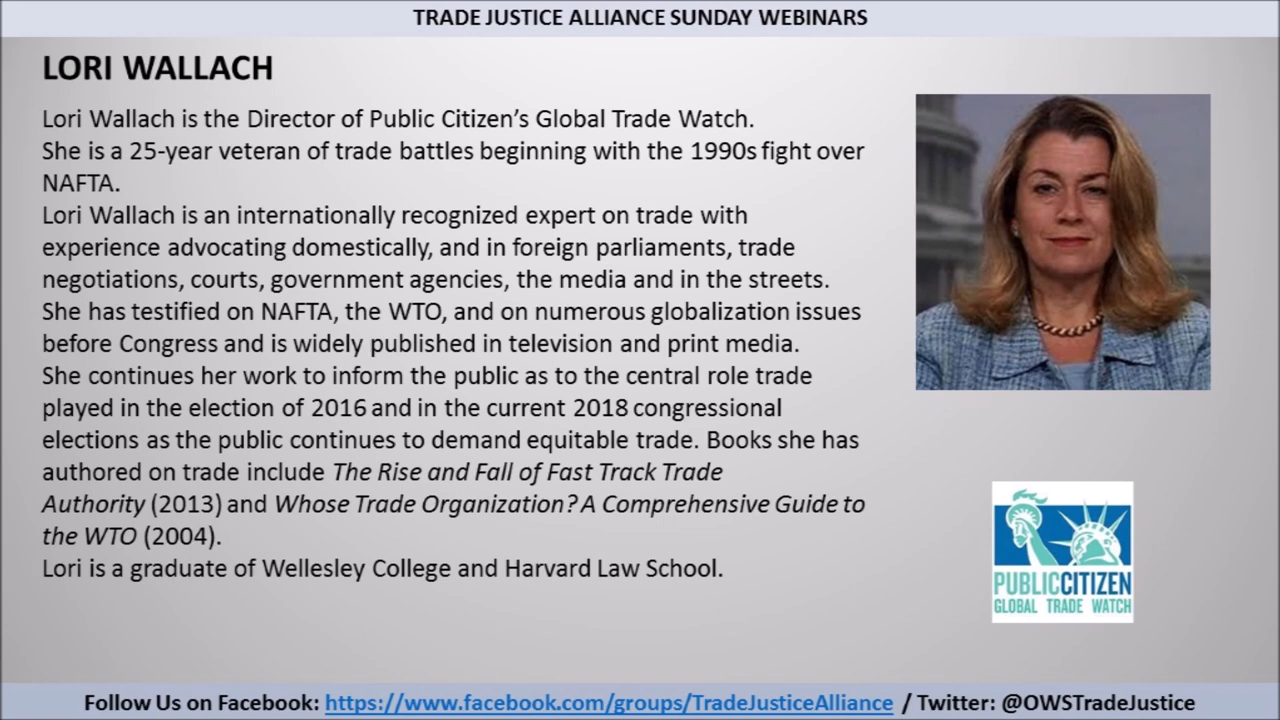 TRADE JUSTICE ALLIANCE SUNDAY WEBINARS
LORI WALLACH
Lori Wallach is the Director of Public Citizen’s Global Trade Watch.
She is a 25-year veteran of trade battles beginning with the 1990s fight over
NAFTA.
Lori Wallach is an internationally recognized expert on trade with
experience advocating domestically, and in foreign parliaments, trade
negotiations, courts, government agencies, the media and in the streets.
She has testified on NAFTA, the WTO, and on numerous globalization issues
before Congress and is widely published in television and print media.
She continues her work to inform the public as to the central role trade
played in the election of 2016 and in the current 2018 congressional
elections as the public continues to demand equitable trade. Books she has
authored on trade include The Rise and Fall of Fast Track Trade
Authority (2013) and Whose Trade Organization? A Comprehensive Guide to
the WTO (2004).
Lori is a graduate of Wellesley College and Harvard Law School.
PUBLICCITIZEN
GLOBAL TRADE WATCH
Follow Us on Facebook: https://www.facebook.com/groups/TradeJusticeAlliance / Twitter: @OWSTradeJustice